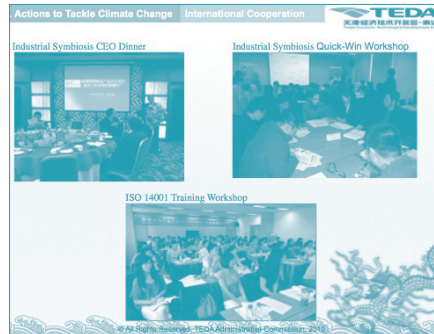 . Actions to Tackle Climate Change
International Cooperation
TEDA
Industrial Symbiosis CEO Dinner
Industrial Symbiosis Quick-Win Workshop
ISO 14001 Training Workshop
© All Rights Reserved, TEDA Administrative Commission, 2010